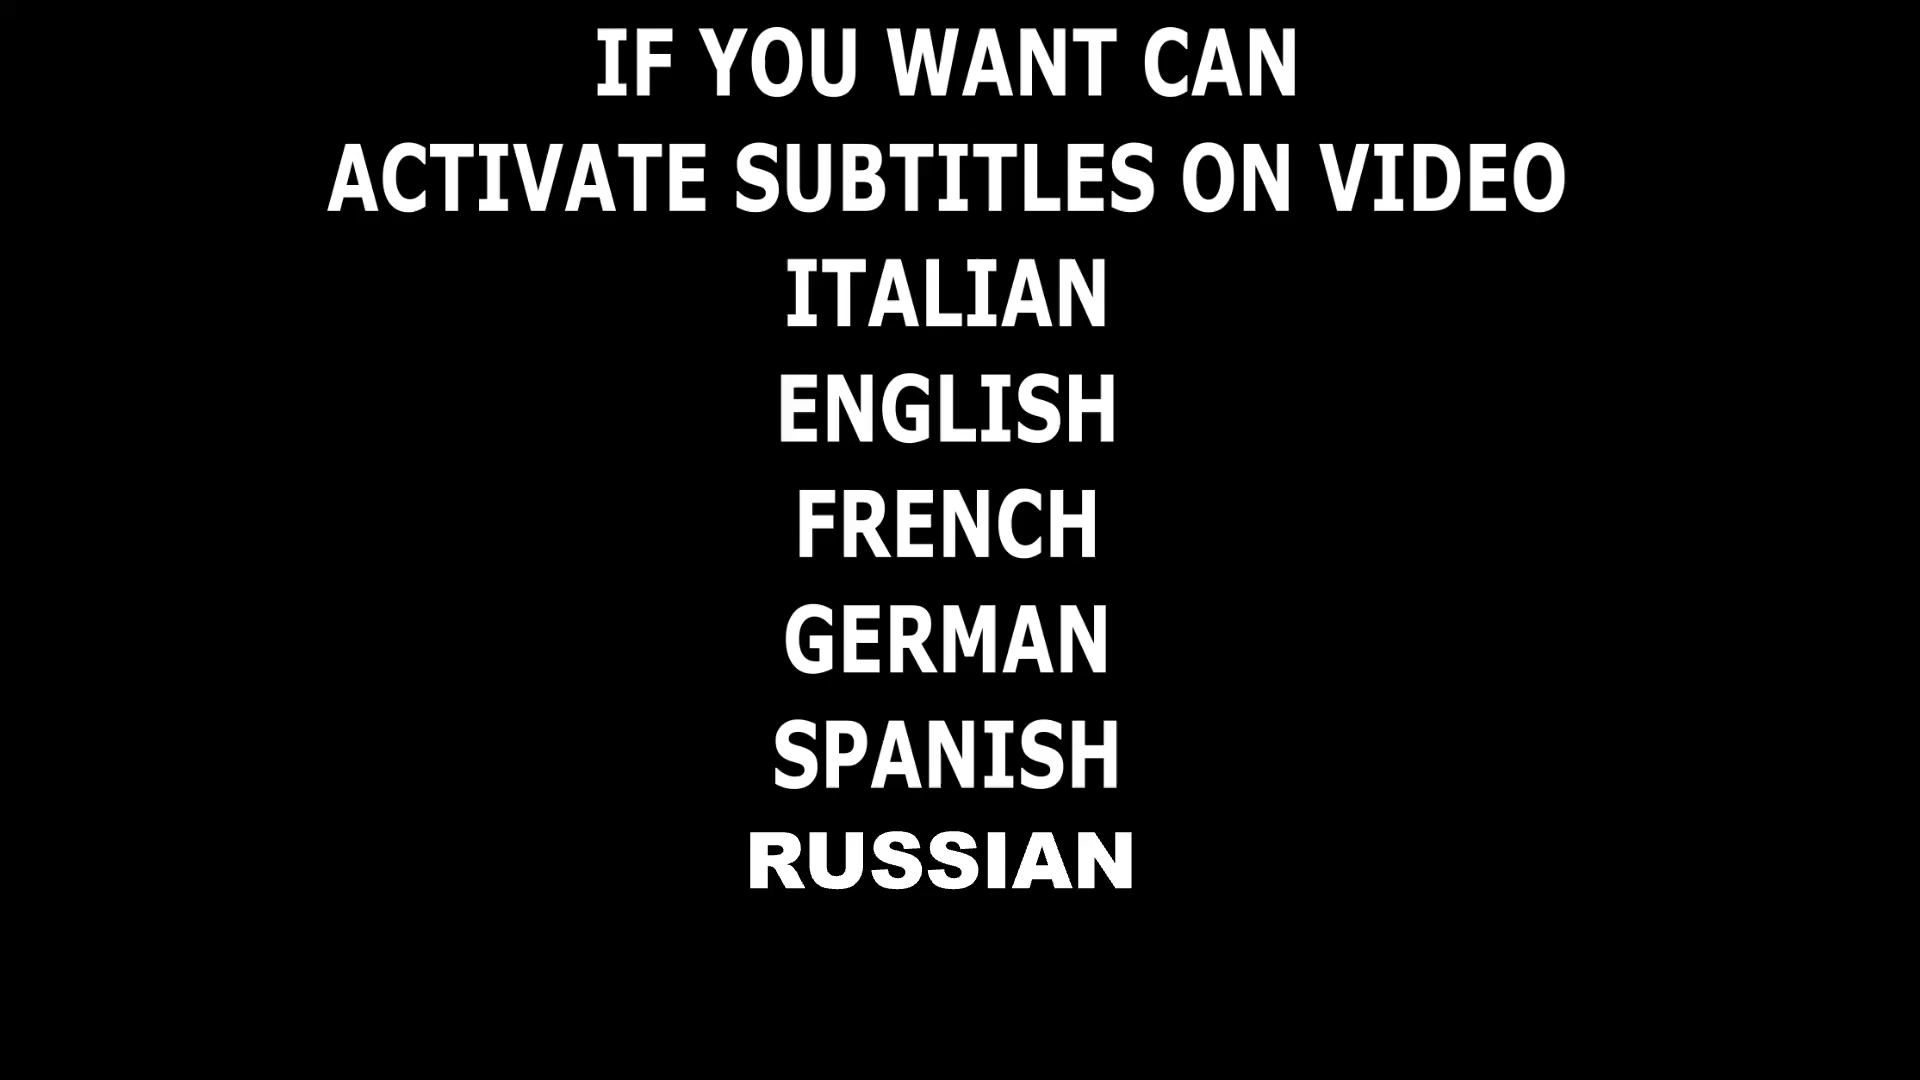 IF YOU WANT CAN
ACTIVATE SUBTITLES ON VIDEO
ITALIAN
ENGLISH
FRENCH
GERMAN
SPANISH
RUSSIAN